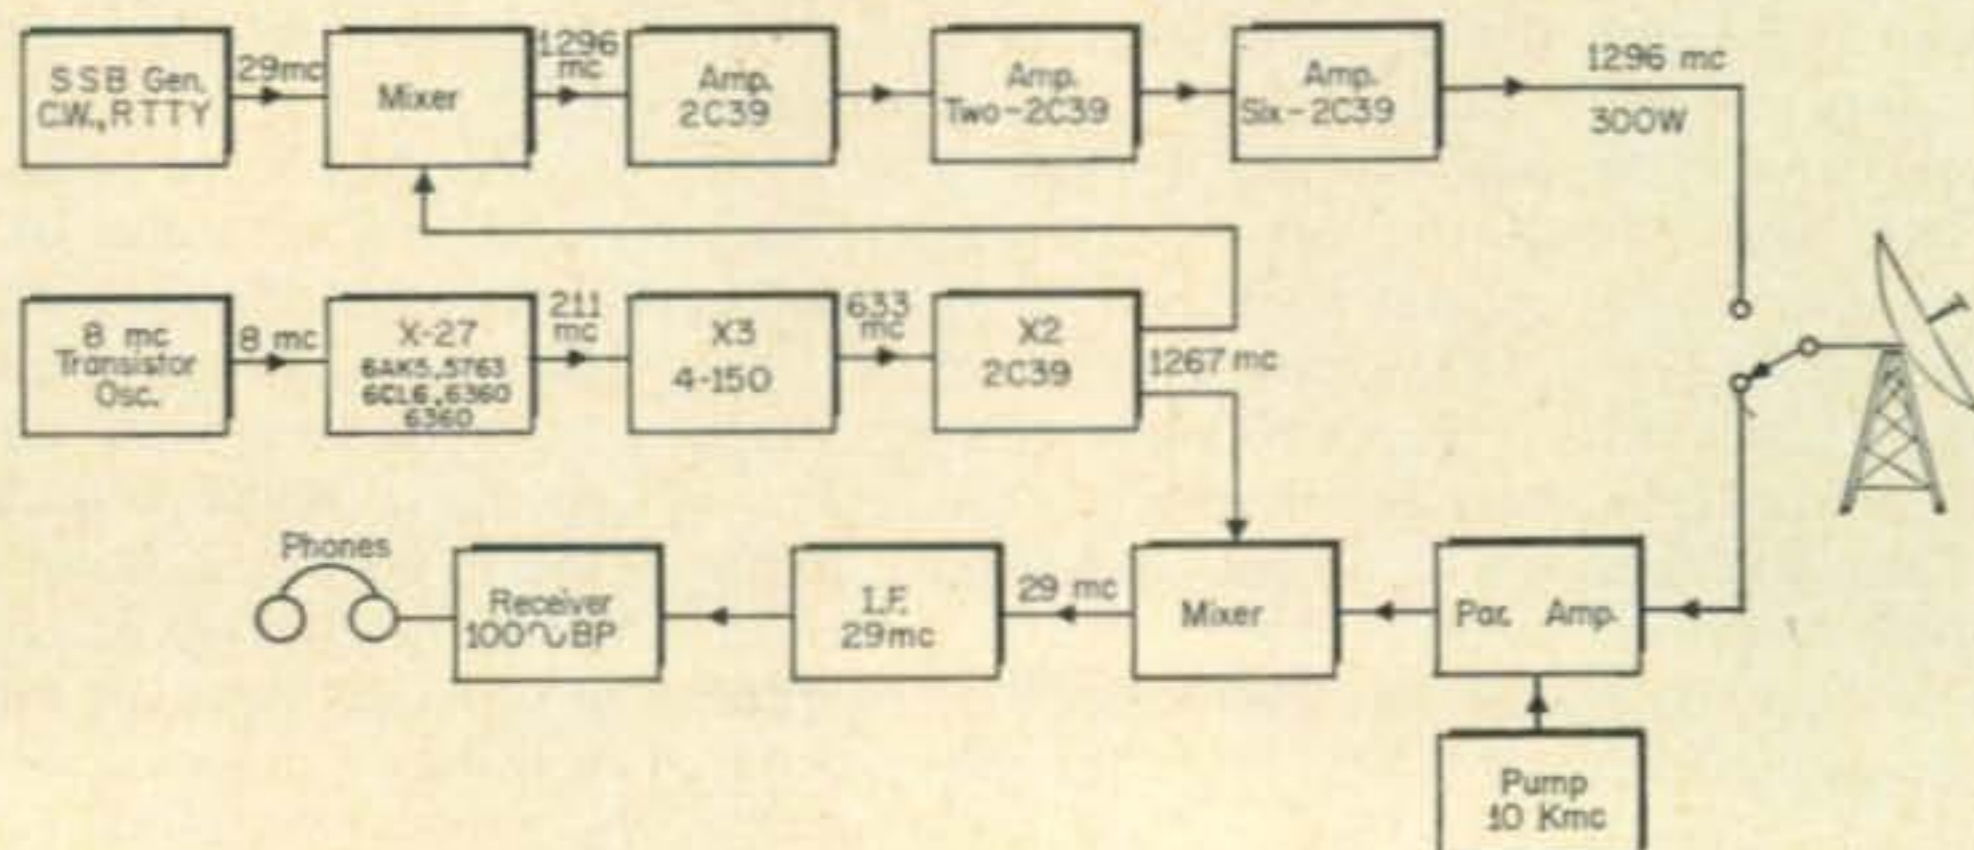 SSB Gen.
C.W., RTTY
29mc
Mixer
1296
mc
Amp.
2C39
Amp.
Two-2C39
Amp.
Six-2C39
1296 mc
300W
8 mc
Transistor
Osc.
8 mc
X-27
6AK5, 5763
6CL6, 6360
6360
211
mc
X3
4-150
633
mc
X2
2C39
1267 mc
Phones
Receiver
100∿BP
I.F.
29mc
29 mc
Mixer
Par. Amp.
Pump
10 Kmc